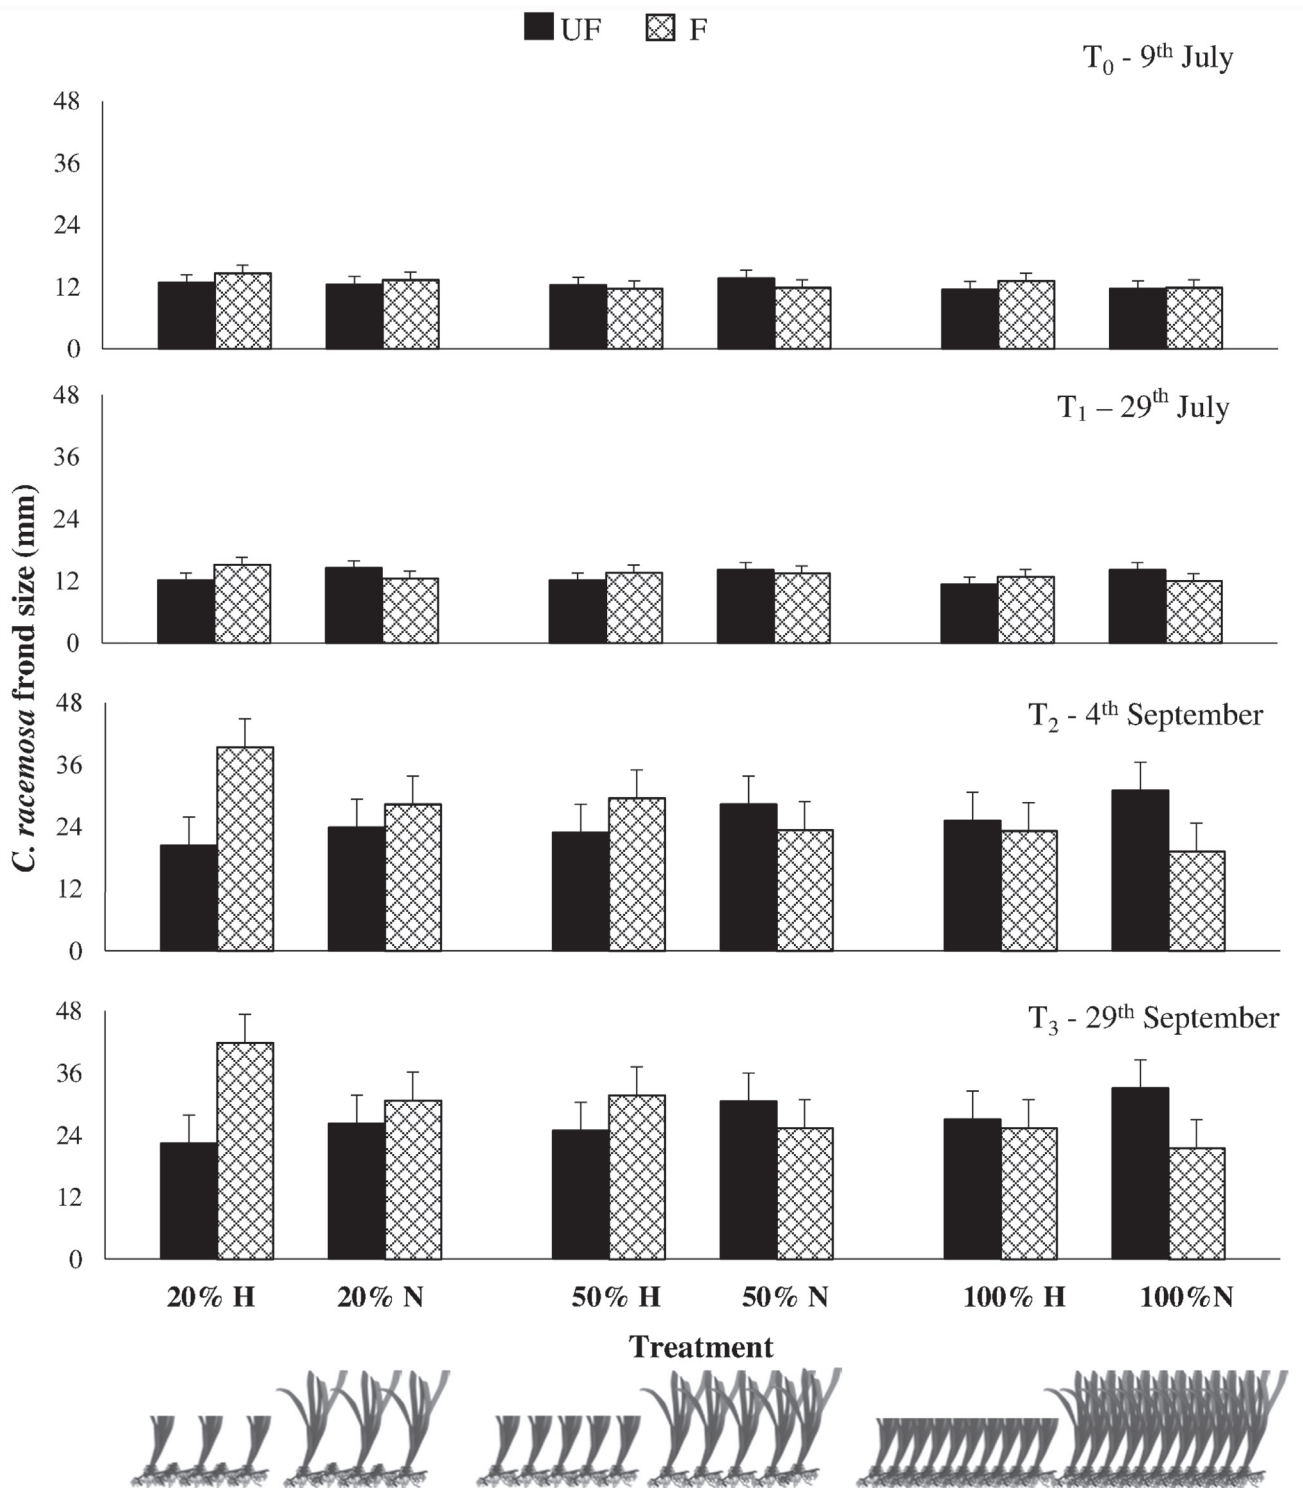 UF F
T₀ - 9ᵗʰ July
48
36
24
12
0
T₁ – 29ᵗʰ July
48
36
24
12
0
C. racemosa frond size (mm)
T₂ - 4ᵗʰ September
48
36
24
12
0
T₃ - 29ᵗʰ September
48
36
24
12
0
20% H 20% N 50% H 50% N 100% H 100%N
Treatment